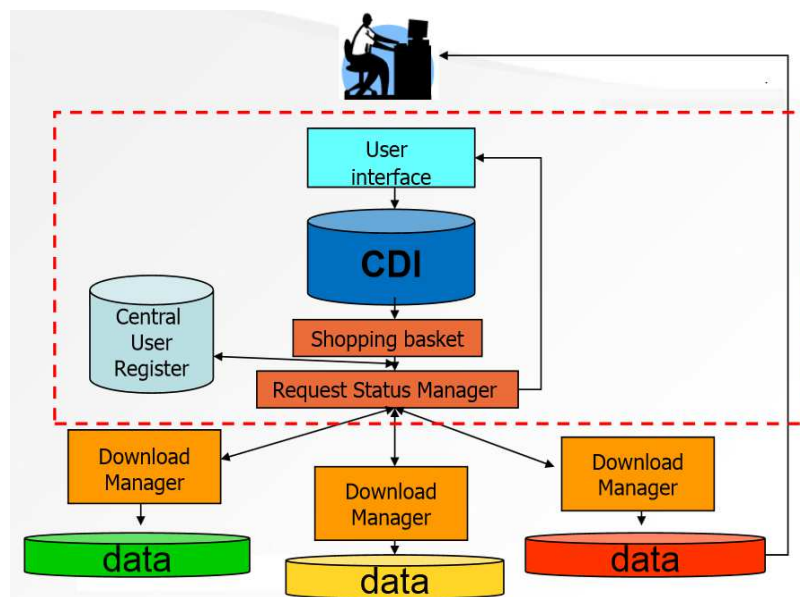 User
interface
CDI
Shopping basket
Central
User
Register
Request Status Manager
Download
Manager
Download
Manager
Download
Manager
data
data
data